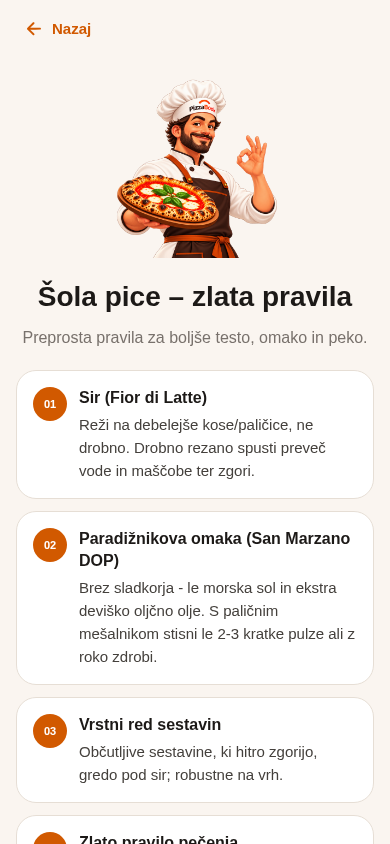 Nazaj
PizzaBota
Šola pice – zlata pravila
Preprosta pravila za boljše testo, omako in peko.
01
Sir (Fior di Latte)
Reži na debelejše kose/paličice, ne
drobno. Drobno rezano spusti preveč
vode in maščobe ter zgori.
02
Paradižnikova omaka (San Marzano
DOP)
Brez sladkorja - le morska sol in ekstra
deviško oljčno olje. S paličnim
mešalnikom stisni le 2-3 kratke pulze ali z
roko zdrobi.
03
Vrstni red sestavin
Občutljive sestavine, ki hitro zgorijo,
gredo pod sir; robustne na vrh.
Zlato pravilo pečenja